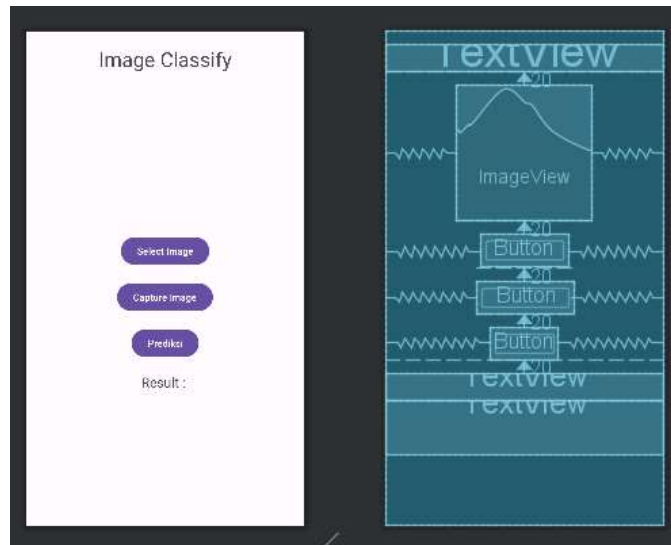 Image Classify
Select Image
Capture Image
Prediksi
Result :
TextView
20
ImageView
20
Button
20
Button
20
Button
20
TextView
TextView